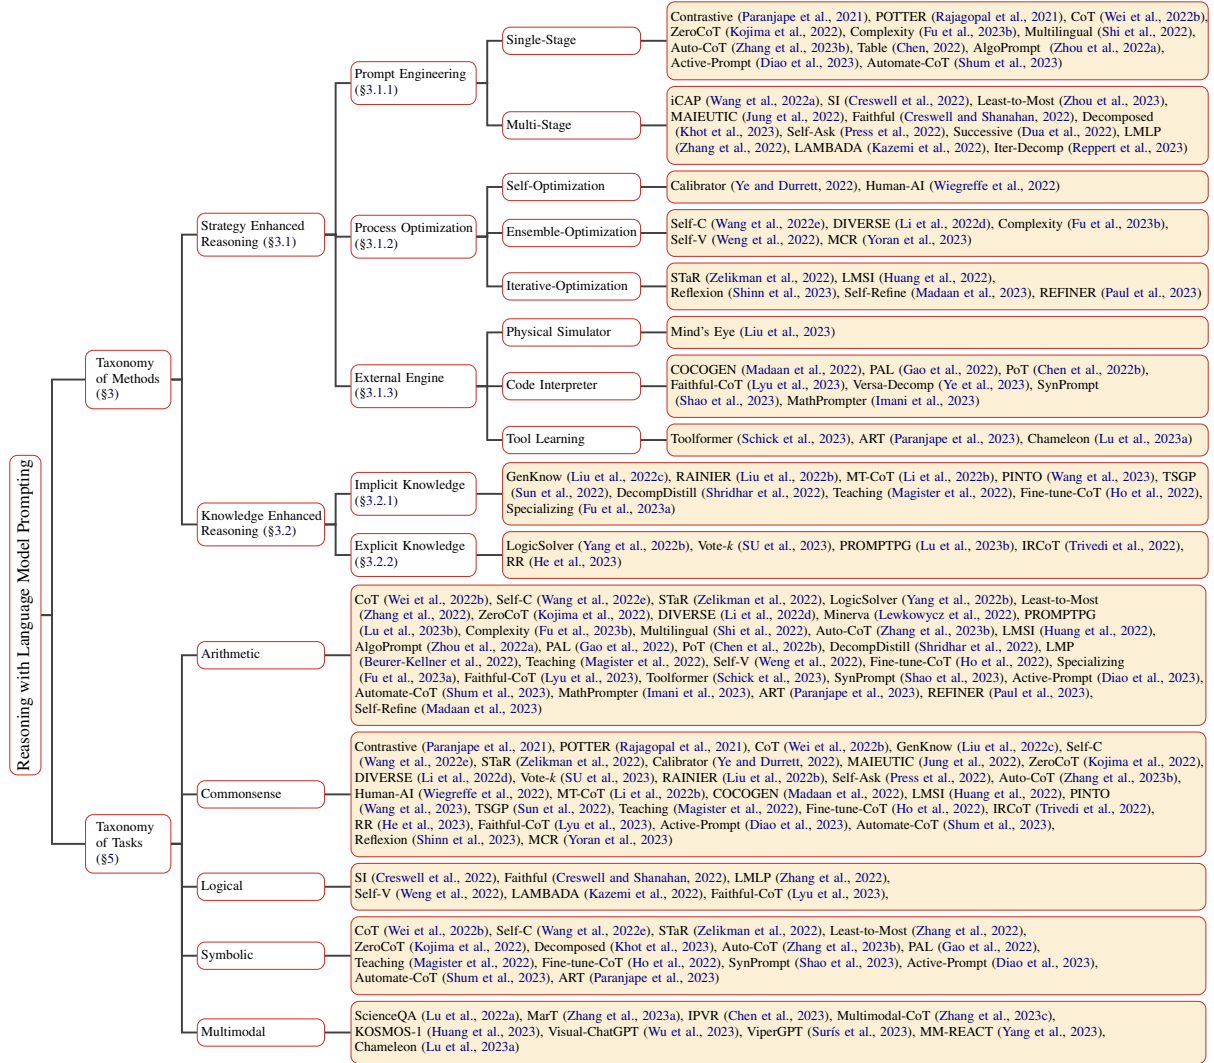 Reasoning with Language Model Prompting
Taxonomy
of Methods
(§3)
Strategy Enhanced
Reasoning (§3.1)
Prompt Engineering
(§3.1.1)
Single-Stage
Contrastive (Paranjape et al., 2021), POTTER (Rajagopal et al., 2021), CoT (Wei et al., 2022b),
ZeroCoT (Kojima et al., 2022), Complexity (Fu et al., 2023b), Multilingual (Shi et al., 2022),
Auto-CoT (Zhang et al., 2023b), Table (Chen, 2022), AlgoPrompt (Zhou et al., 2022a),
Active-Prompt (Diao et al., 2023), Automate-CoT (Shum et al., 2023)
Multi-Stage
iCAP (Wang et al., 2022a), SI (Creswell et al., 2022), Least-to-Most (Zhou et al., 2023),
MAIEUTIC (Jung et al., 2022), Faithful (Creswell and Shanahan, 2022), Decomposed
(Khot et al., 2023), Self-Ask (Press et al., 2022), Successive (Dua et al., 2022), LMLP
(Zhang et al., 2022), LAMBADA (Kazemi et al., 2022), Iter-Decomp (Reppert et al., 2023)
Process Optimization
(§3.1.2)
Self-Optimization
Calibrator (Ye and Durrett, 2022), Human-AI (Wiegreffe et al., 2022)
Ensemble-Optimization
Self-C (Wang et al., 2022e), DIVERSE (Li et al., 2022d), Complexity (Fu et al., 2023b),
Self-V (Weng et al., 2022), MCR (Yoran et al., 2023)
Iterative-Optimization
STaR (Zelikman et al., 2022), LMSI (Huang et al., 2022),
Reflexion (Shinn et al., 2023), Self-Refine (Madaan et al., 2023), REFINER (Paul et al., 2023)
External Engine
(§3.1.3)
Physical Simulator
Mind's Eye (Liu et al., 2023)
Code Interpreter
COCOGEN (Madaan et al., 2022), PAL (Gao et al., 2022), PoT (Chen et al., 2022b),
Faithful-CoT (Lyu et al., 2023), Versa-Decomp (Ye et al., 2023), SynPrompt
(Shao et al., 2023), MathPrompter (Imani et al., 2023)
Tool Learning
Toolformer (Schick et al., 2023), ART (Paranjape et al., 2023), Chameleon (Lu et al., 2023a)
Knowledge Enhanced
Reasoning (§3.2)
Implicit Knowledge
(§3.2.1)
GenKnow (Liu et al., 2022c), RAINIER (Liu et al., 2022b), MT-CoT (Li et al., 2022b), PINTO (Wang et al., 2023), TSGP
(Sun et al., 2022), DecompDistill (Shridhar et al., 2022), Teaching (Magister et al., 2022), Fine-tune-CoT (Ho et al., 2022),
Specializing (Fu et al., 2023a)
Explicit Knowledge
(§3.2.2)
LogicSolver (Yang et al., 2022b), Vote-k (SU et al., 2023), PROMPTPG (Lu et al., 2023b), IRCoT (Trivedi et al., 2022),
RR (He et al., 2023)
Taxonomy
of Tasks
(§5)
Arithmetic
CoT (Wei et al., 2022b), Self-C (Wang et al., 2022e), STaR (Zelikman et al., 2022), LogicSolver (Yang et al., 2022b), Least-to-Most
(Zhang et al., 2022), ZeroCoT (Kojima et al., 2022), DIVERSE (Li et al., 2022d), Minerva (Lewkowycz et al., 2022), PROMPTPG
(Lu et al., 2023b), Complexity (Fu et al., 2023b), Multilingual (Shi et al., 2022), Auto-CoT (Zhang et al., 2023b), LMSI (Huang et al., 2022),
AlgoPrompt (Zhou et al., 2022a), PAL (Gao et al., 2022), PoT (Chen et al., 2022b), DecompDistill (Shridhar et al., 2022), LMP
(Beurer-Kellner et al., 2022), Teaching (Magister et al., 2022), Self-V (Weng et al., 2022), Fine-tune-CoT (Ho et al., 2022), Specializing
(Fu et al., 2023a), Faithful-CoT (Lyu et al., 2023), Toolformer (Schick et al., 2023), SynPrompt (Shao et al., 2023), Active-Prompt (Diao et al., 2023),
Automate-CoT (Shum et al., 2023), MathPrompter (Imani et al., 2023), ART (Paranjape et al., 2023), REFINER (Paul et al., 2023),
Self-Refine (Madaan et al., 2023)
Commonsense
Contrastive (Paranjape et al., 2021), POTTER (Rajagopal et al., 2021), CoT (Wei et al., 2022b), GenKnow (Liu et al., 2022c), Self-C
(Wang et al., 2022e), STaR (Zelikman et al., 2022), Calibrator (Ye and Durrett, 2022), MAIEUTIC (Jung et al., 2022), ZeroCoT (Kojima et al., 2022),
DIVERSE (Li et al., 2022d), Vote-k (SU et al., 2023), RAINIER (Liu et al., 2022b), Self-Ask (Press et al., 2022), Auto-CoT (Zhang et al., 2023b),
Human-AI (Wiegreffe et al., 2022), MT-CoT (Li et al., 2022b), COCOGEN (Madaan et al., 2022), LMSI (Huang et al., 2022), PINTO
(Wang et al., 2023), TSGP (Sun et al., 2022), Teaching (Magister et al., 2022), Fine-tune-CoT (Ho et al., 2022), IRCoT (Trivedi et al., 2022),
RR (He et al., 2023), Faithful-CoT (Lyu et al., 2023), Active-Prompt (Diao et al., 2023), Automate-CoT (Shum et al., 2023),
Reflexion (Shinn et al., 2023), MCR (Yoran et al., 2023)
Logical
SI (Creswell et al., 2022), Faithful (Creswell and Shanahan, 2022), LMLP (Zhang et al., 2022),
Self-V (Weng et al., 2022), LAMBADA (Kazemi et al., 2022), Faithful-CoT (Lyu et al., 2023),
Symbolic
CoT (Wei et al., 2022b), Self-C (Wang et al., 2022e), STaR (Zelikman et al., 2022), Least-to-Most (Zhang et al., 2022),
ZeroCoT (Kojima et al., 2022), Decomposed (Khot et al., 2023), Auto-CoT (Zhang et al., 2023b), PAL (Gao et al., 2022),
Teaching (Magister et al., 2022), Fine-tune-CoT (Ho et al., 2022), SynPrompt (Shao et al., 2023), Active-Prompt (Diao et al., 2023),
Automate-CoT (Shum et al., 2023), ART (Paranjape et al., 2023)
Multimodal
ScienceQA (Lu et al., 2022a), MarT (Zhang et al., 2023a), IPVR (Chen et al., 2023), Multimodal-CoT (Zhang et al., 2023c),
KOSMOS-1 (Huang et al., 2023), Visual-ChatGPT (Wu et al., 2023), ViperGPT (Surís et al., 2023), MM-REACT (Yang et al., 2023),
Chameleon (Lu et al., 2023a)